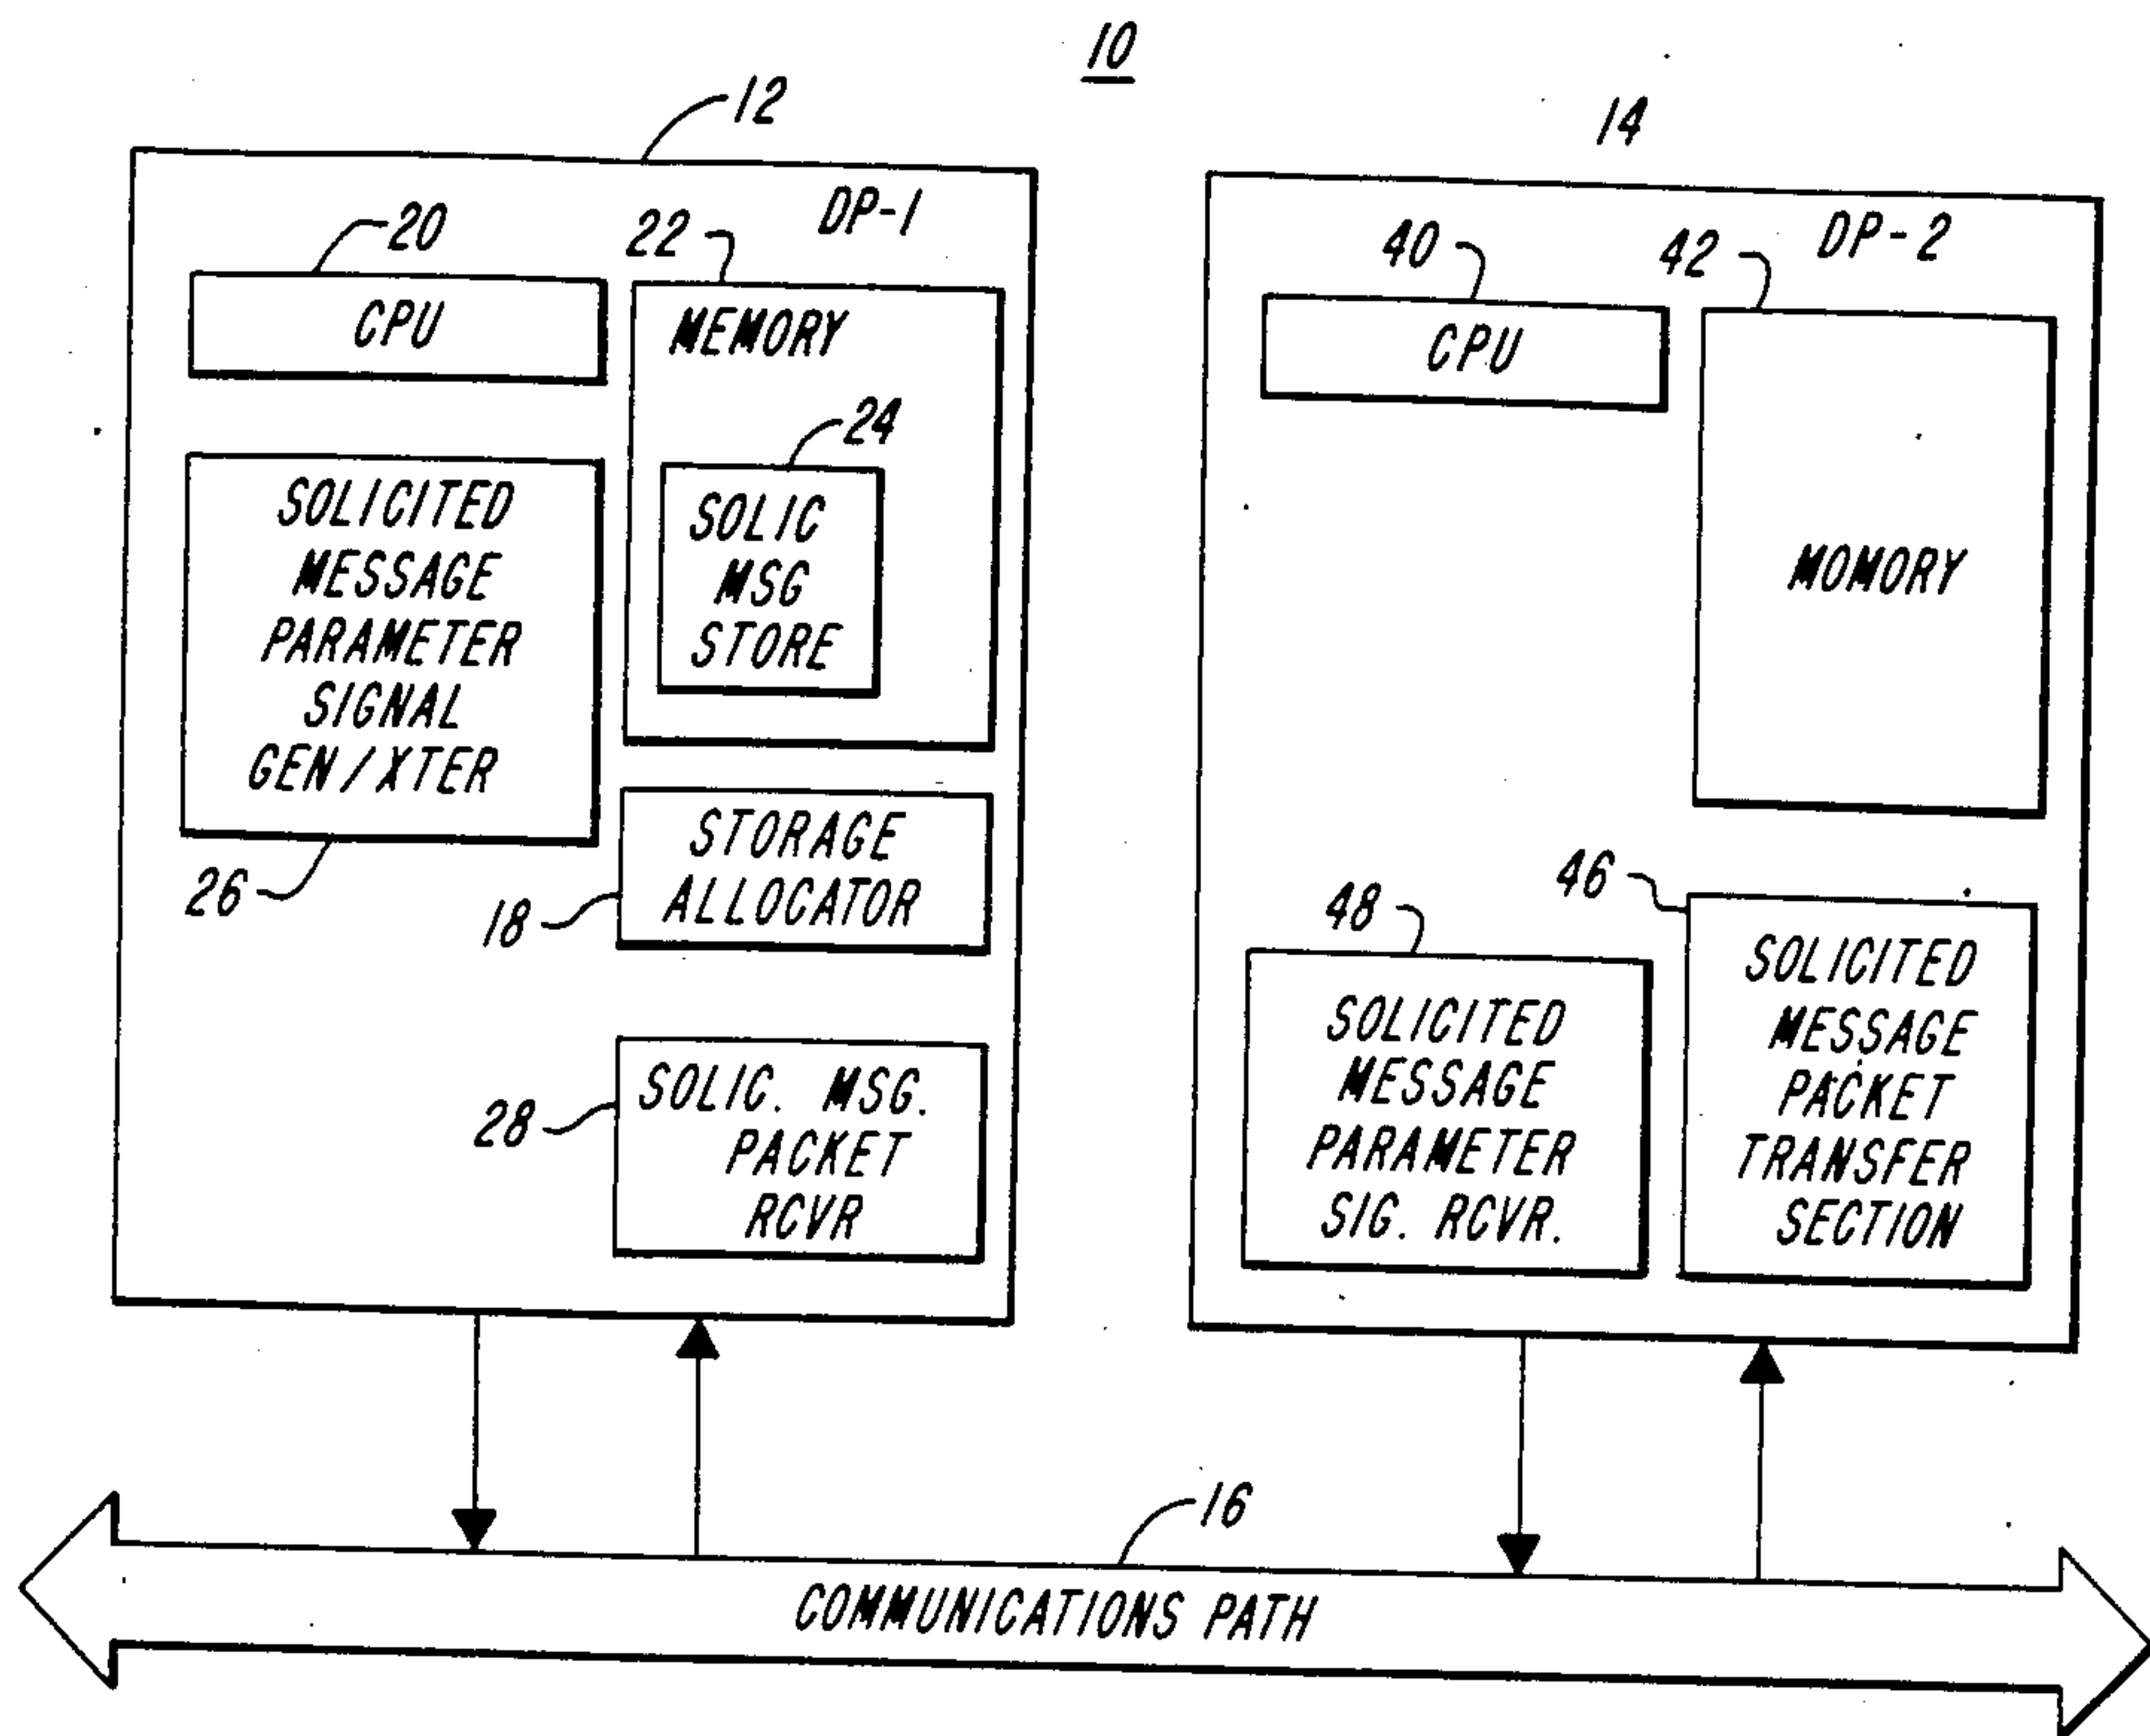 10
12
14
DP-1
DP-2
20
22
40
42
CPU
MEMORY
CPU
24
SOLICITED
MESSAGE
PARAMETER
SIGNAL
GEN/XTER
SOLIC
MSG
STORE
MOMORY
26
18
STORAGE
ALLOCATOR
28
SOLIC. MSG.
PACKET
RCVR
48
SOLICITED
MESSAGE
PARAMETER
SIG. RCVR.
46
SOLICITED
MESSAGE
PACKET
TRANSFER
SECTION
16
COMMUNICATIONS PATH